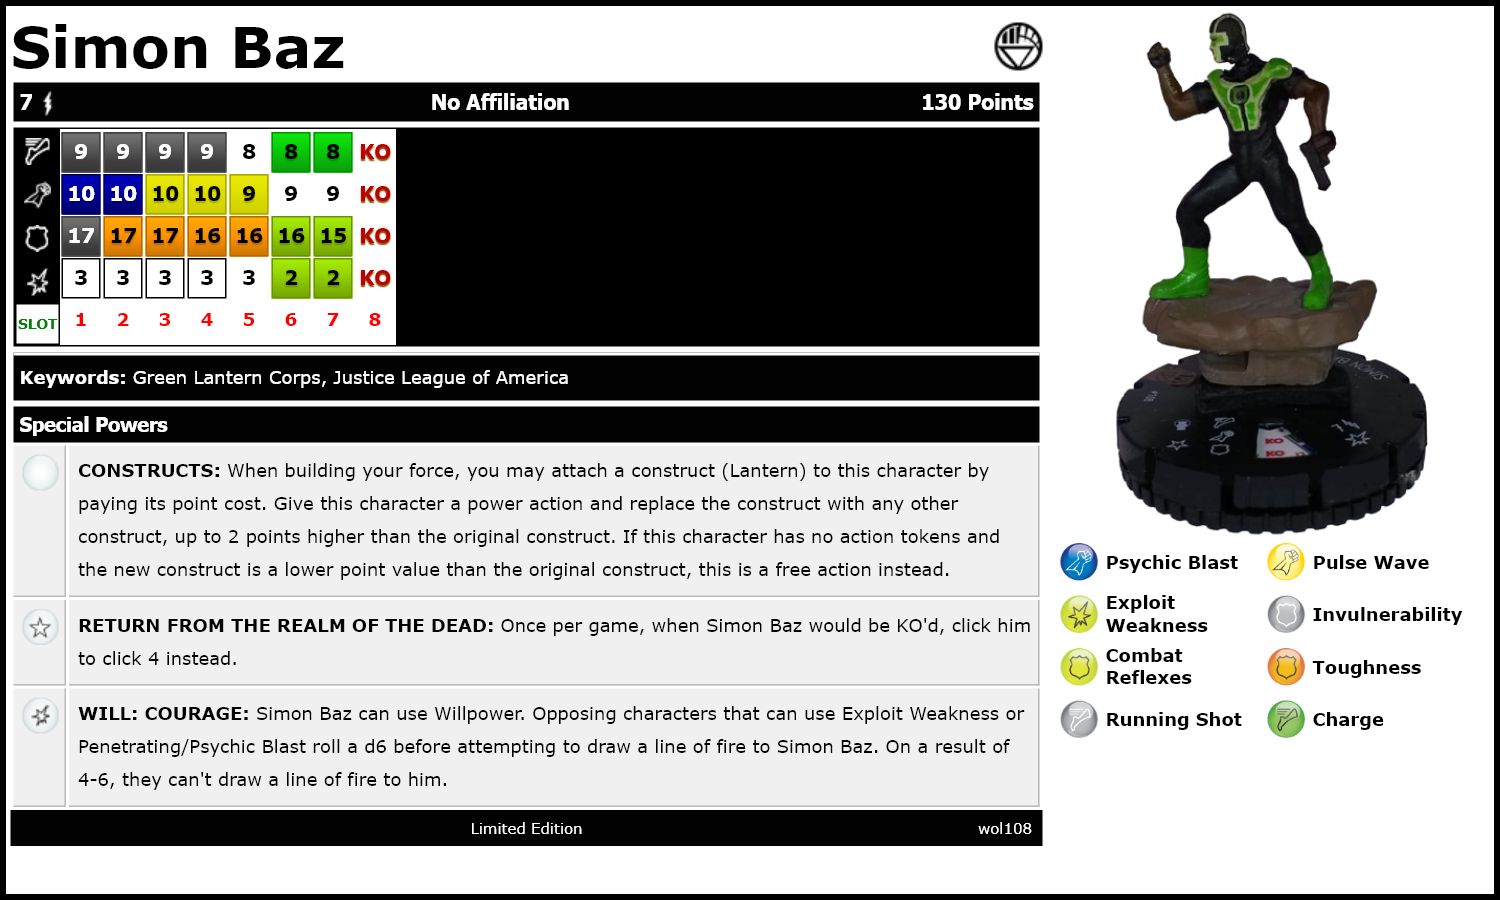 Simon Baz
7 No Affiliation 130 Points
9 9 9 9 8 8 8 KO
10 10 10 10 9 9 9 KO
17 17 17 16 16 16 15 KO
3 3 3 3 3 2 2 KO
SLOT 1 2 3 4 5 6 7 8
Keywords: Green Lantern Corps, Justice League of America
Special Powers
CONSTRUCTS: When building your force, you may attach a construct (Lantern) to this character by
paying its point cost. Give this character a power action and replace the construct with any other
construct, up to 2 points higher than the original construct. If this character has no action tokens and
the new construct is a lower point value than the original construct, this is a free action instead.
RETURN FROM THE REALM OF THE DEAD: Once per game, when Simon Baz would be KO'd, click him
to click 4 instead.
WILL: COURAGE: Simon Baz can use Willpower. Opposing characters that can use Exploit Weakness or
Penetrating/Psychic Blast roll a d6 before attempting to draw a line of fire to Simon Baz. On a result of
4-6, they can't draw a line of fire to him.
Limited Edition wol108
KO
KO
7
Psychic Blast
Pulse Wave
Exploit
Weakness
Invulnerability
Combat
Reflexes
Toughness
Running Shot
Charge